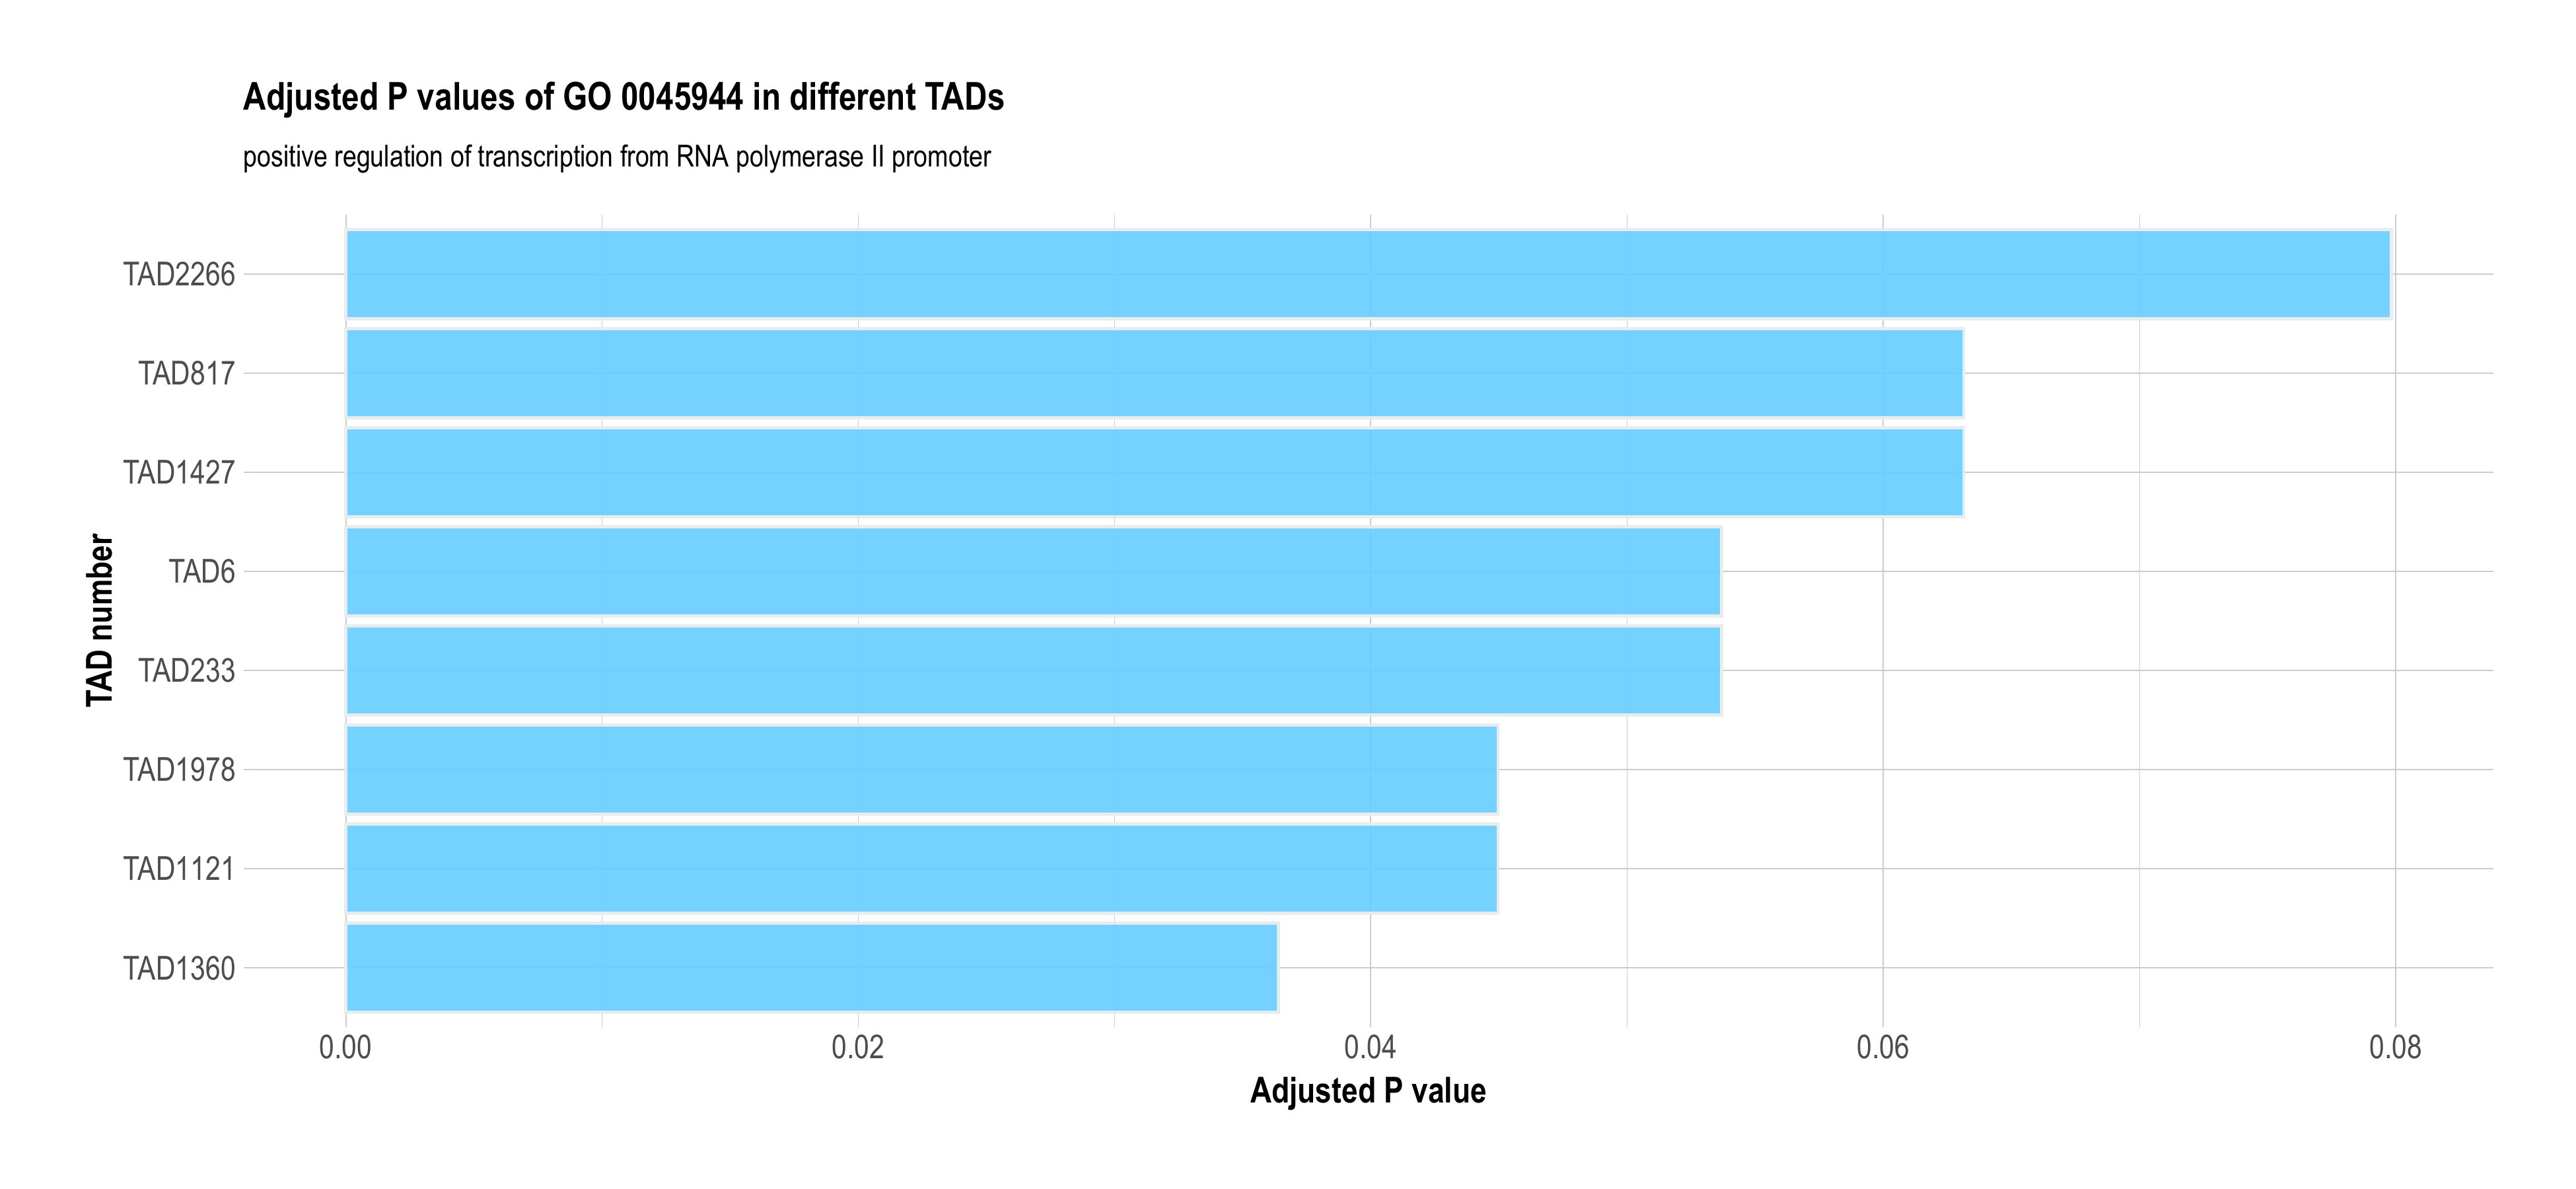 Adjusted P values of GO 0045944 in different TADs
positive regulation of transcription from RNA polymerase II promoter
TAD number
TAD2266
TAD817
TAD1427
TAD6
TAD233
TAD1978
TAD1121
TAD1360
0.00 0.02 0.04 0.06 0.08
Adjusted P value